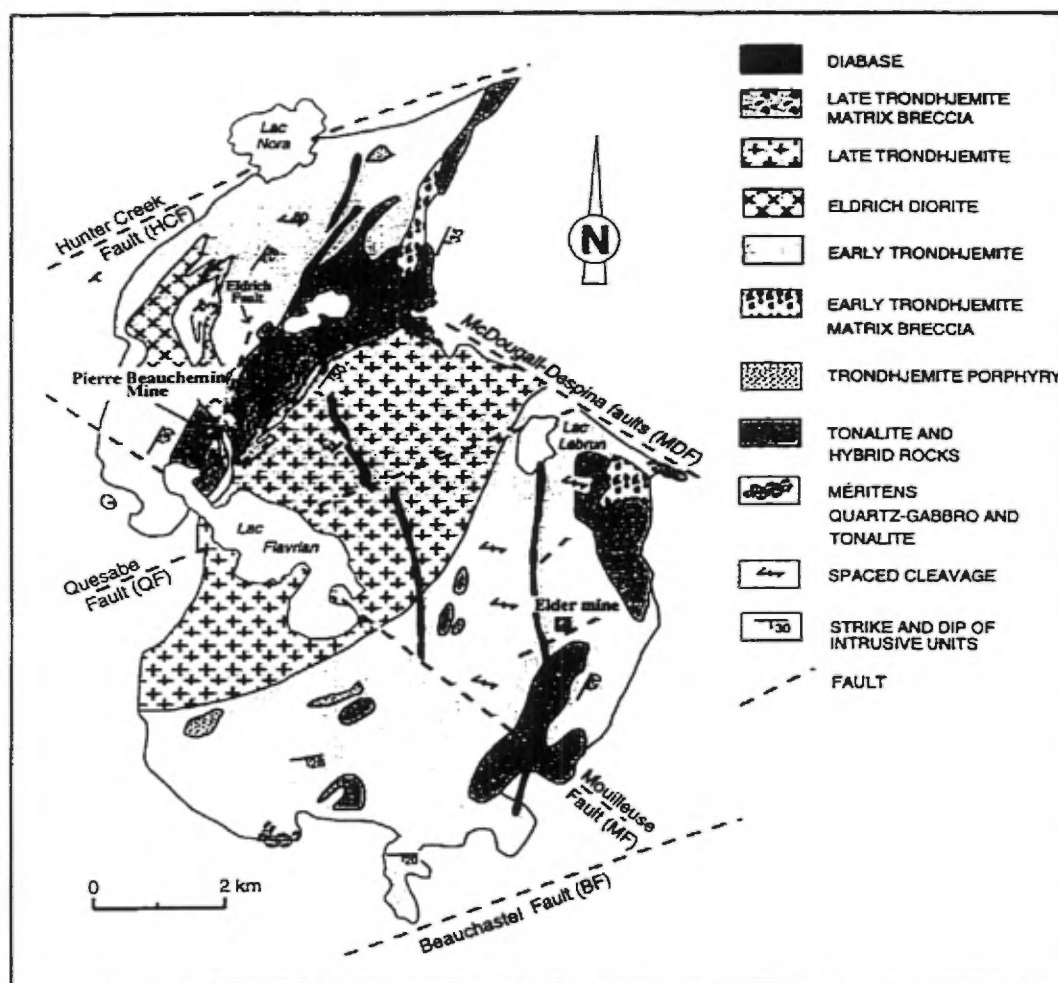 Lac
Nora
Hunter Creek
Fault (HCF)
Eldrich
Fault
Pierre Beauchemin
Mine
McDougall-Despina faults (MDF)
Lac
Labrun
Lac
Flavrian
Quesabe
Fault (QF)
Elder mine
Mouilleuse
Fault (MF)
Beauchastel Fault (BF)
35
20
0 2 km
N
DIABASE
LATE TRONDHJEMITE
MATRIX BRECCIA
LATE TRONDHJEMITE
ELDRICH DIORITE
EARLY TRONDHJEMITE
EARLY TRONDHJEMITE
MATRIX BRECCIA
TRONDHJEMITE PORPHYRY
TONALITE AND
HYBRID ROCKS
MÉRITENS
QUARTZ-GABBRO AND
TONALITE
SPACED CLEAVAGE
30
STRIKE AND DIP OF
INTRUSIVE UNITS
FAULT